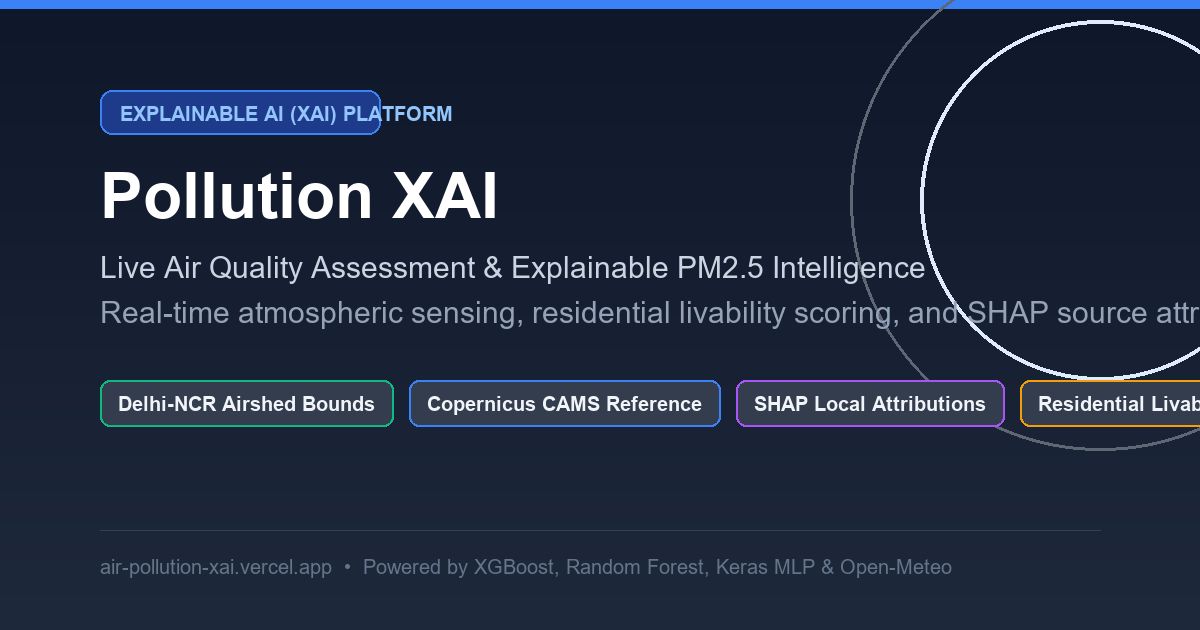 EXPLAINABLE AI (XAI) PLATFORM
Pollution XAI
Live Air Quality Assessment & Explainable PM2.5 Intelligence
Real-time atmospheric sensing, residential livability scoring, and SHAP source attr
Delhi-NCR Airshed Bounds Copernicus CAMS Reference SHAP Local Attributions Residential Livab
air-pollution-xai.vercel.app • Powered by XGBoost, Random Forest, Keras MLP & Open-Meteo